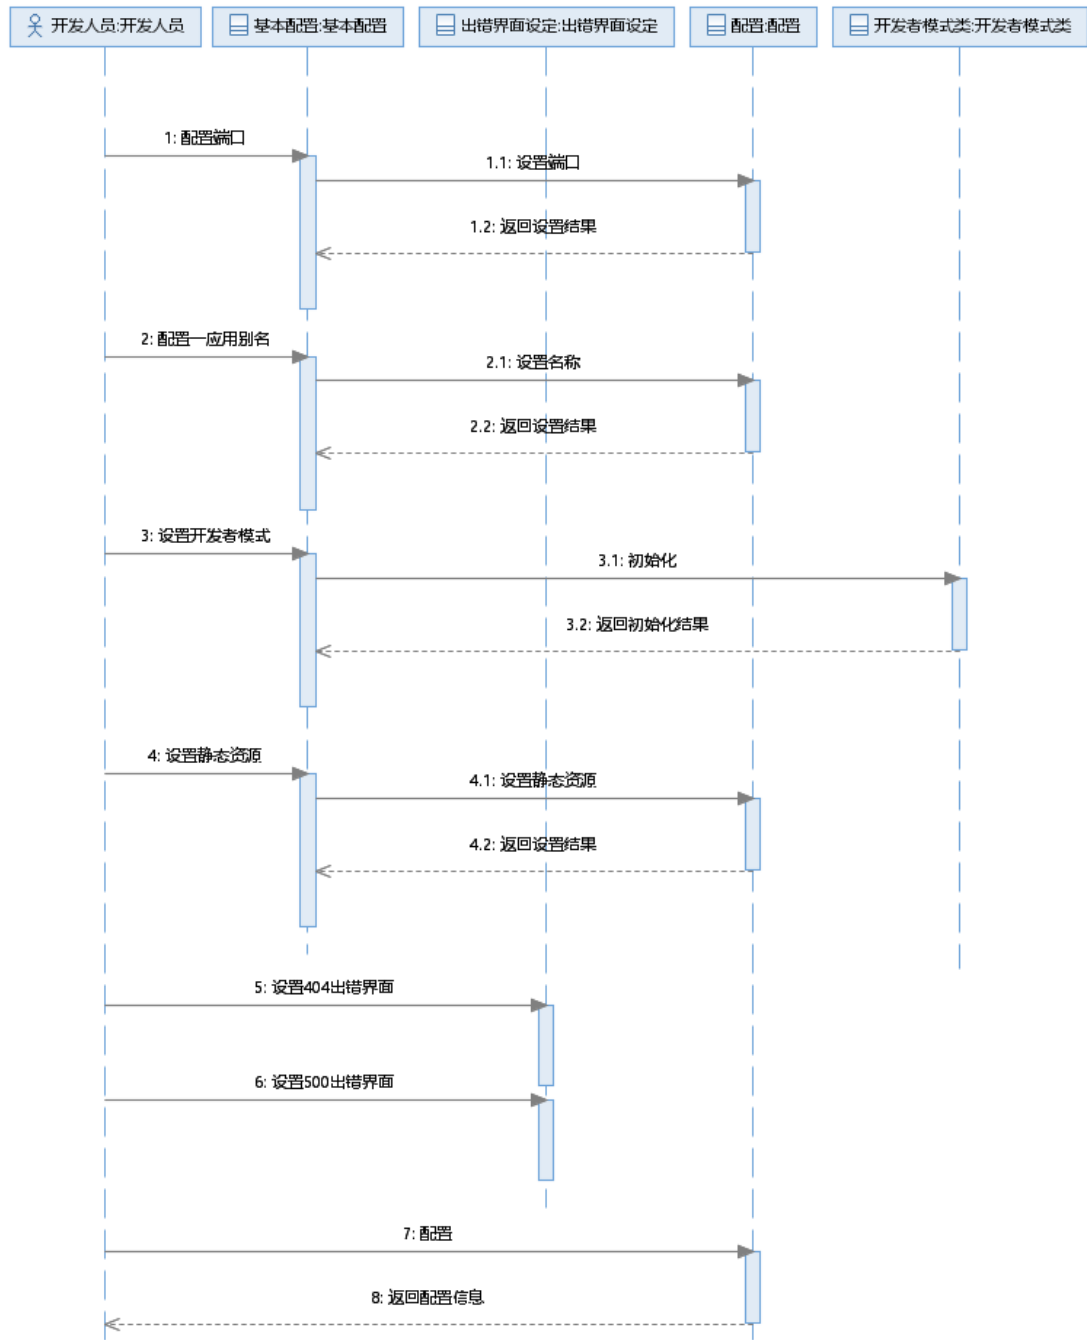 开发人员:开发人员
基本配置:基本配置
出错界面设定:出错界面设定
配置:配置
开发者模式类:开发者模式类
1: 配置端口
1.1: 设置端口
1.2: 返回设置结果
2: 配置一应用别名
2.1: 设置名称
2.2: 返回设置结果
3: 设置开发者模式
3.1: 初始化
3.2: 返回初始化结果
4: 设置静态资源
4.1: 设置静态资源
4.2: 返回设置结果
5: 设置404出错界面
6: 设置500出错界面
7: 配置
8: 返回配置信息